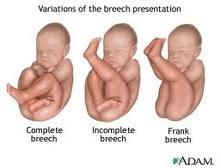 Variations of the breech presentation
Complete breech
Incomplete breech
Frank breech
ADAM.